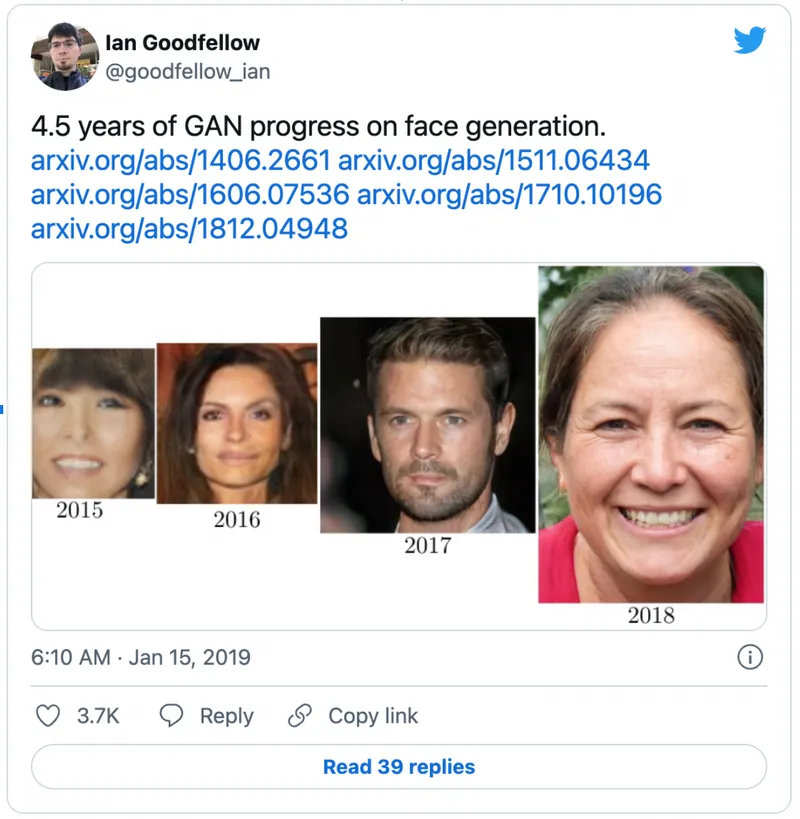 Ian Goodfellow
@goodfellow_ian
4.5 years of GAN progress on face generation.
arxiv.org/abs/1406.2661 arxiv.org/abs/1511.06434
arxiv.org/abs/1606.07536 arxiv.org/abs/1710.10196
arxiv.org/abs/1812.04948
2015
2016
2017
2018
6:10 AM · Jan 15, 2019
3.7K Reply Copy link
Read 39 replies